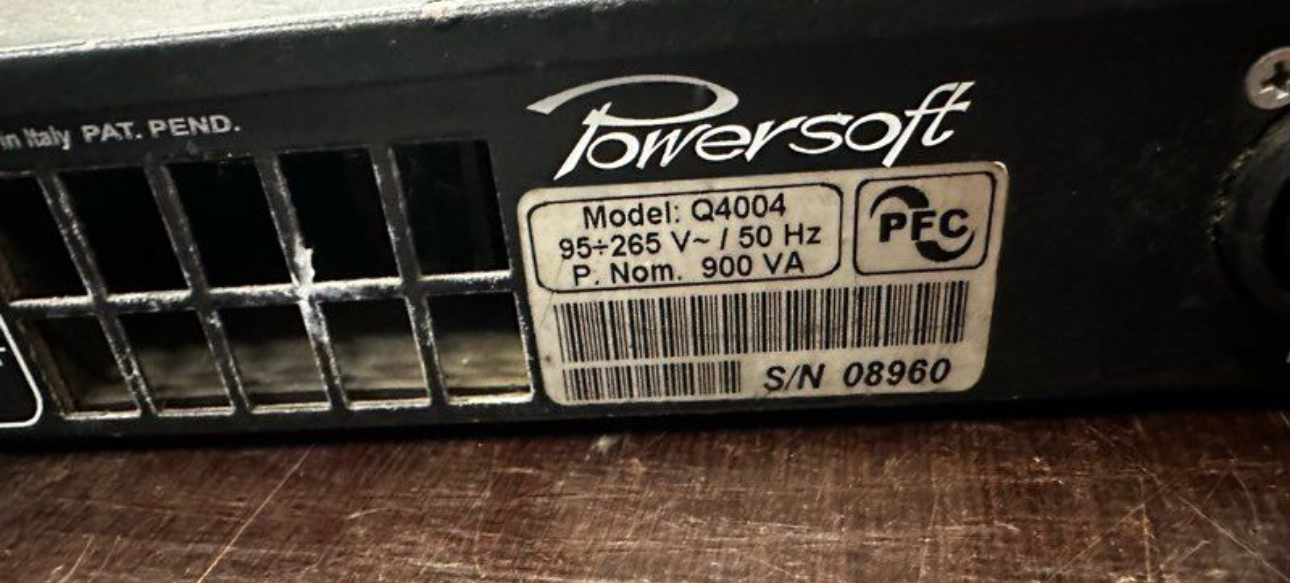 in Italy PAT. PEND.
Powersoft
Model: Q4004
95÷265 V~ / 50 Hz
P. Nom. 900 VA
PFC
S/N 08960